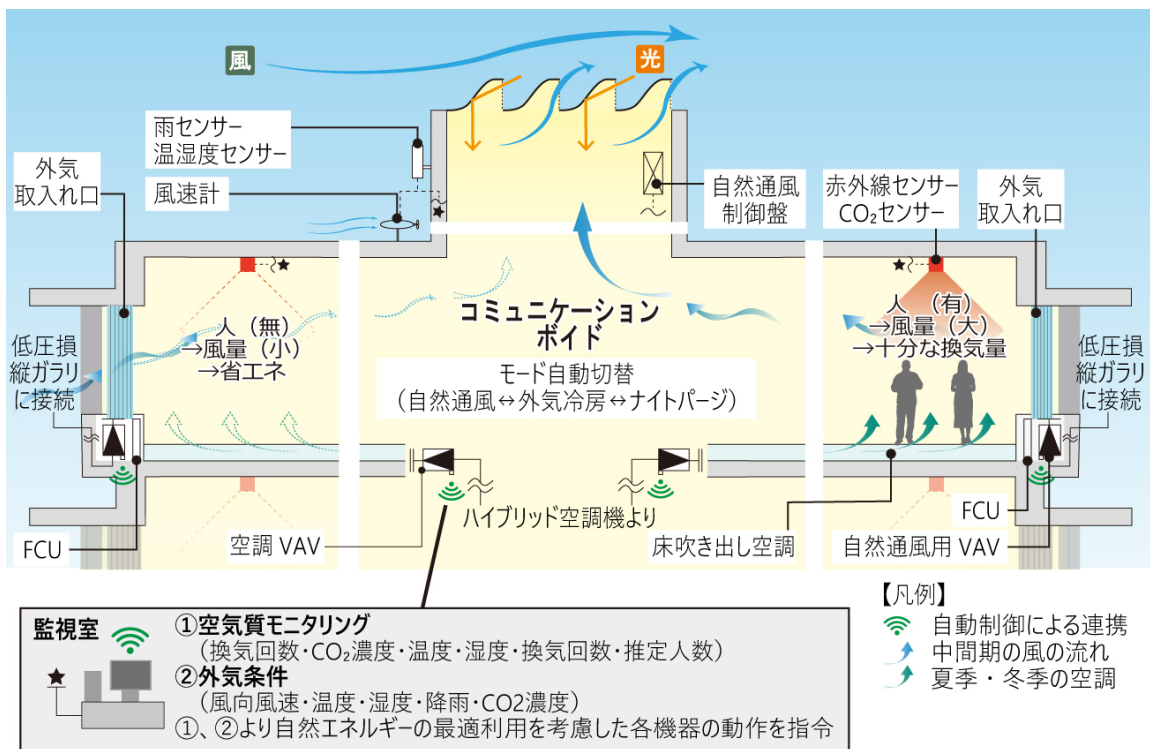 風
光
雨センサー
温湿度センサー
風速計
外気
取入れ口
自然通風
制御盤
赤外線センサー
CO₂センサー
外気
取入れ口
コミュニケーション
ボイド
モード自動切替
（自然通風↔外気冷房↔ナイトパージ）
人（無）
→風量（小）
→省エネ
人（有）
→風量（大）
→十分な換気量
低圧損
縦ガラリ
に接続
低圧損
縦ガラリ
に接続
ハイブリッド空調機より
FCU
空調 VAV
床吹き出し空調
FCU
自然通風用 VAV
【凡例】
自動制御による連携
中間期の風の流れ
夏季・冬季の空調
監視室
①空気質モニタリング
（換気回数・CO₂濃度・温度・湿度・換気回数・推定人数）
②外気条件
（風向風速・温度・湿度・降雨・CO2濃度）
①、②より自然エネルギーの最適利用を考慮した各機器の動作を指令